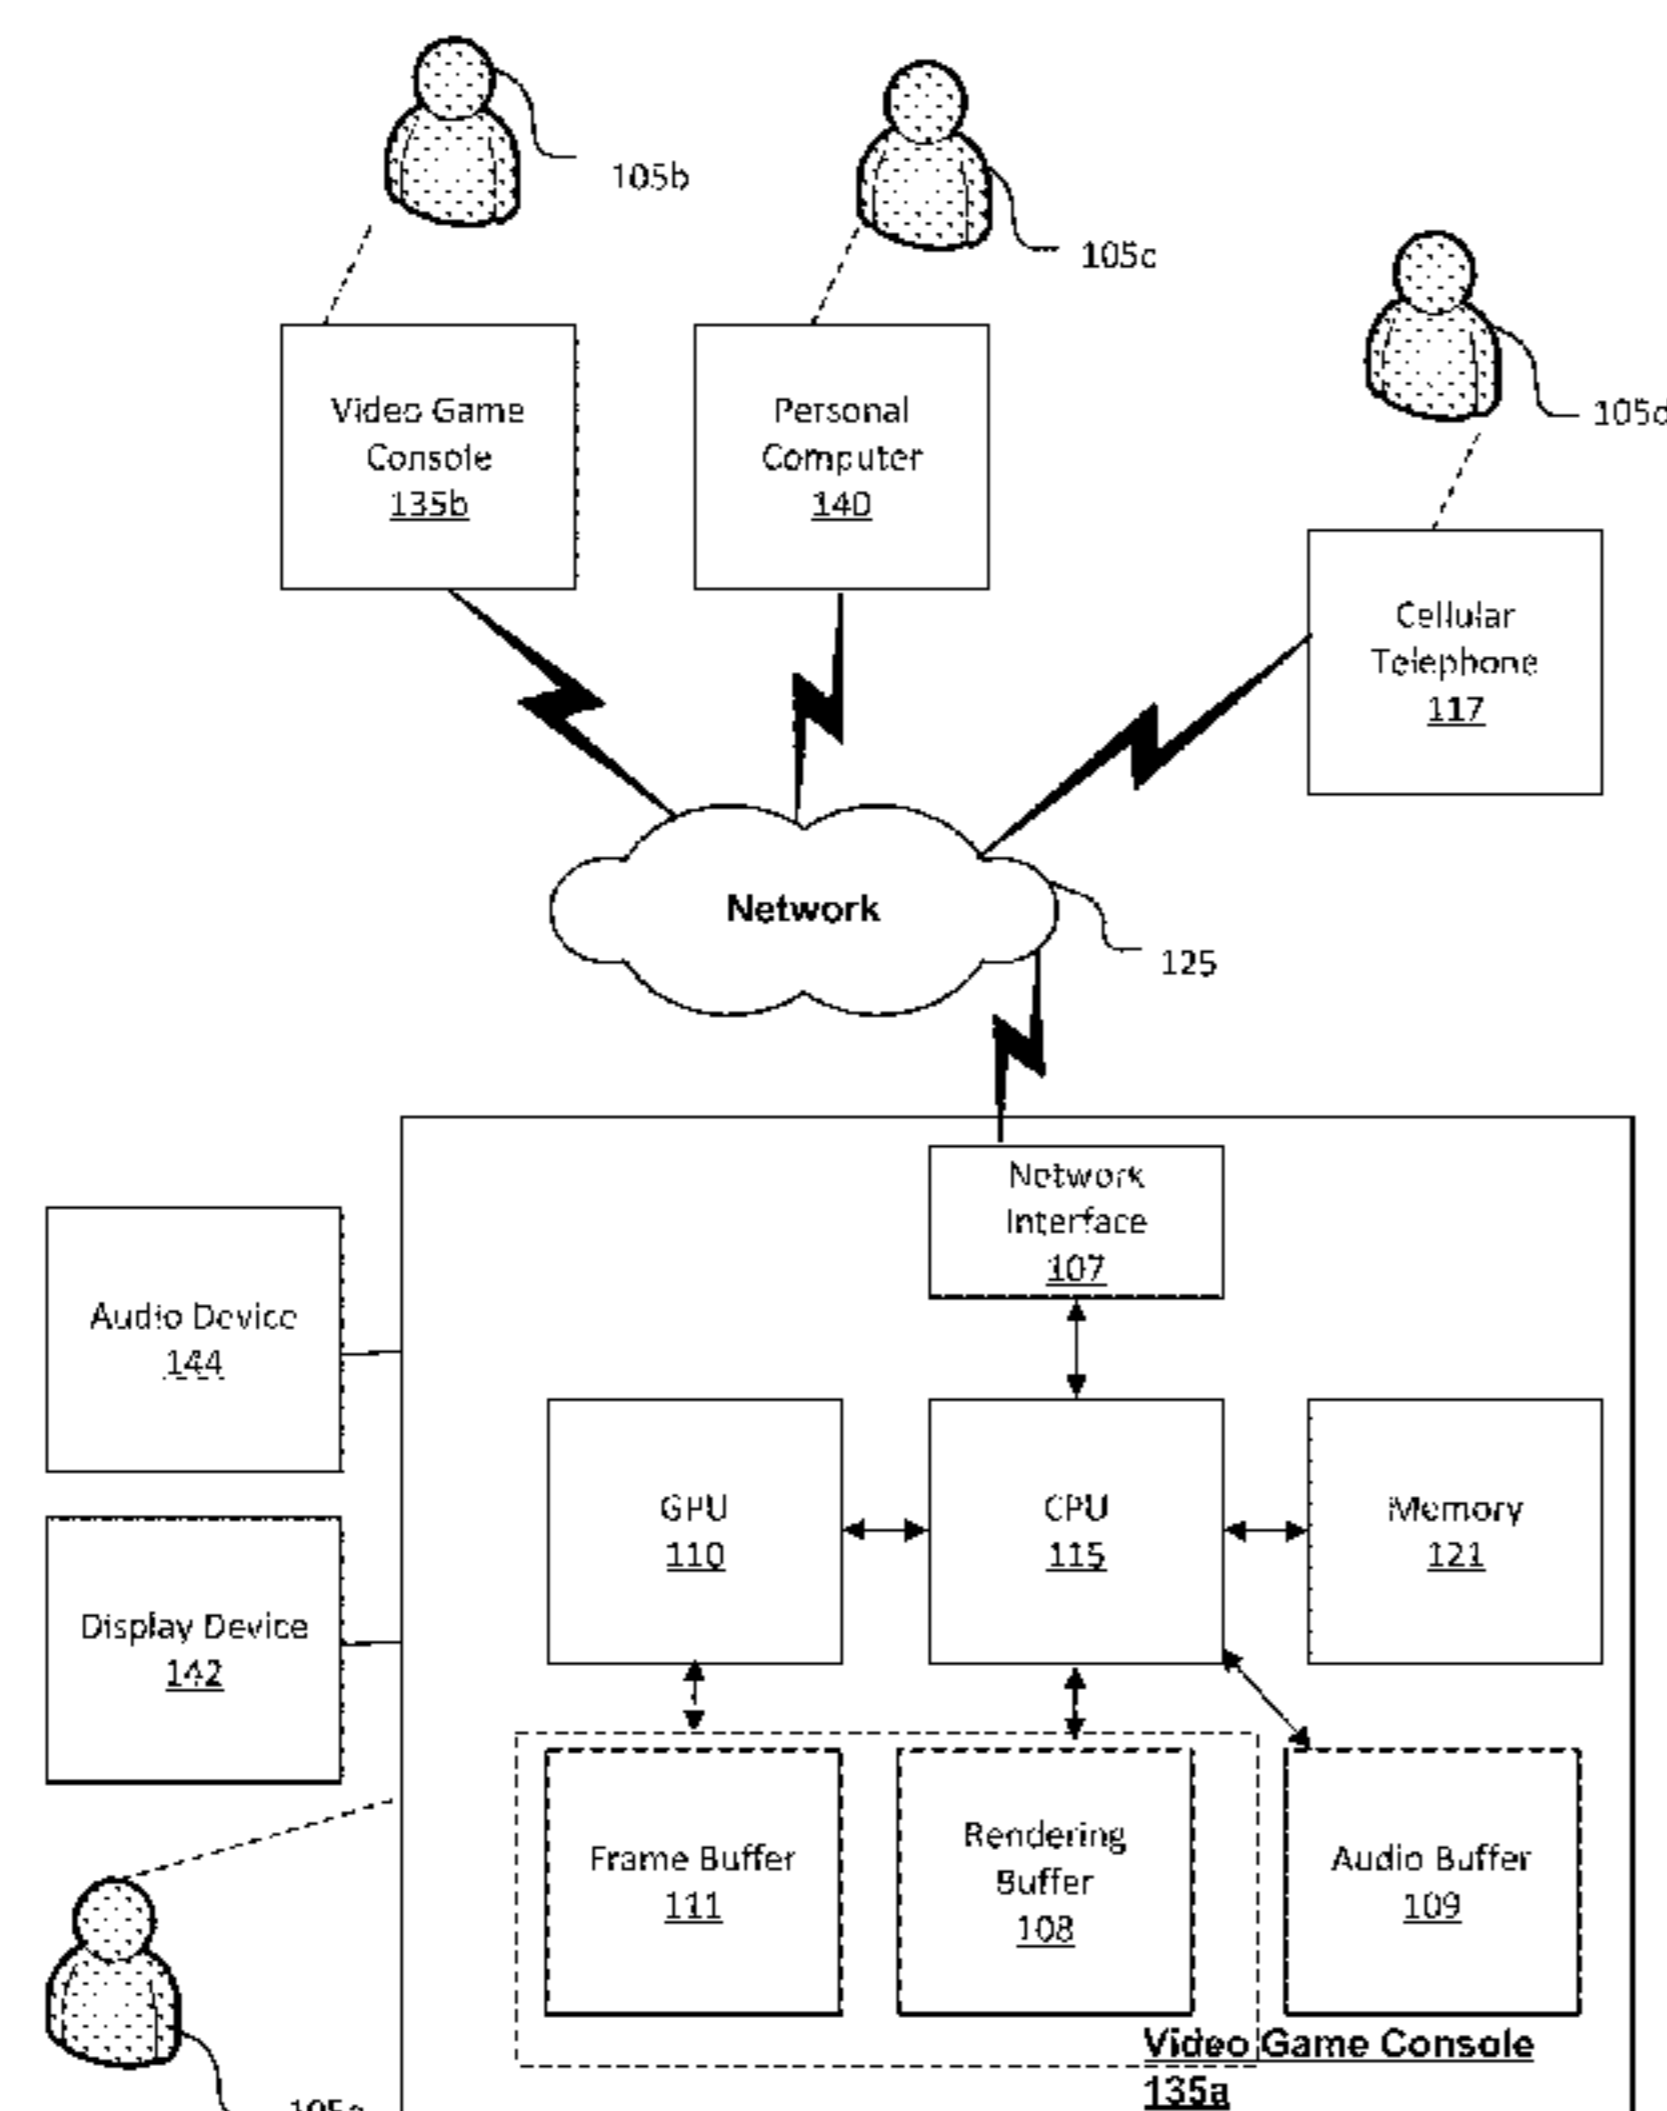 105b
105c
105d
Video Game
Console
135b
Personal
Computer
140
Cellular
Telephone
117
Network
125
Network
Interface
107
Audio Device
144
GPU
110
CPU
115
Memory
121
Display Device
142
Frame Buffer
111
Rendering
Buffer
108
Audio Buffer
109
Video Game Console
135a